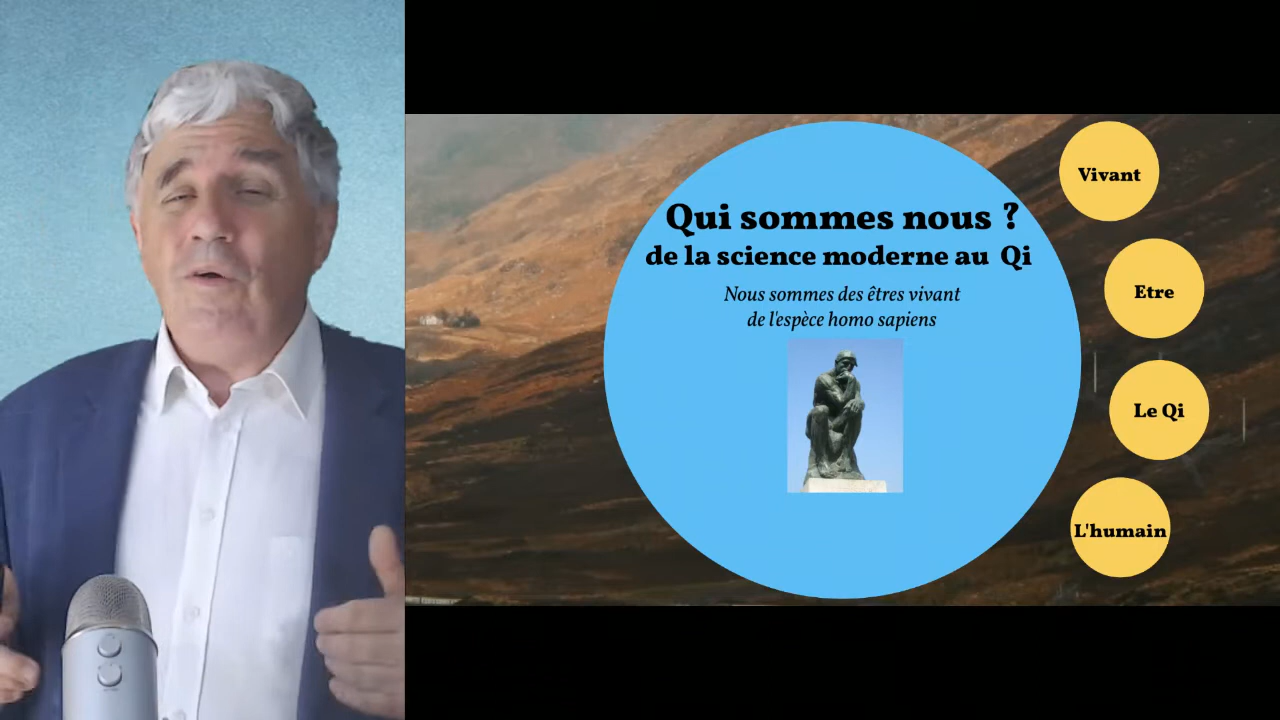 Qui sommes nous ?
de la science moderne au Qi
Nous sommes des êtres vivant
de l'espèce homo sapiens
Vivant
Etre
Le Qi
L'humain